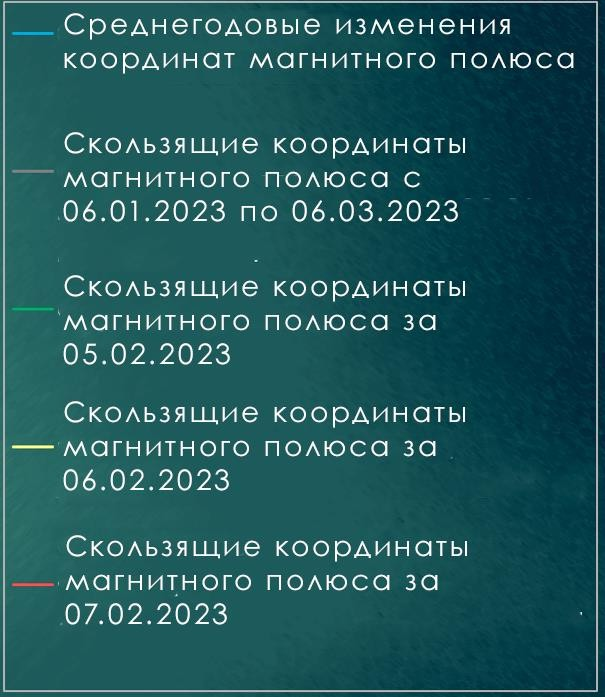 Среднегодовые изменения
координат магнитного полюса
Скользящие координаты
магнитного полюса с
06.01.2023 по 06.03.2023
Скользящие координаты
магнитного полюса за
05.02.2023
Скользящие координаты
магнитного полюса за
06.02.2023
Скользящие координаты
магнитного полюса за
07.02.2023